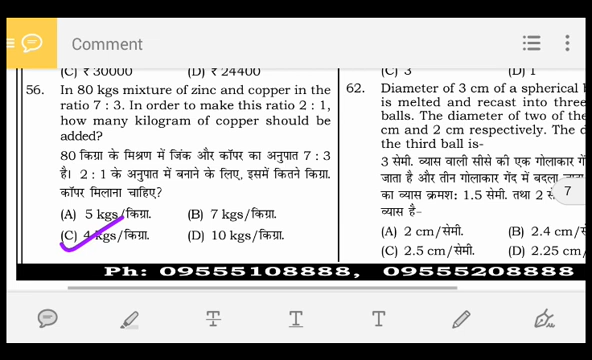 Comment
(C) ₹ 30000 (D) ₹ 24400
56. In 80 kgs mixture of zinc and copper in the
ratio 7 : 3. In order to make this ratio 2 : 1,
how many kilogram of copper should be
added?
80 किग्रा के मिश्रण में जिंक और कॉपर का अनुपात 7 : 3
है। 2 : 1 के अनुपात में बनाने के लिए, इसमें कितने किग्रा.
कॉपर मिलाना चाहिए?
(A) 5 kgs/किग्रा. (B) 7 kgs/किग्रा.
(C) 4 kgs/किग्रा. (D) 10 kgs/किग्रा.
(C) 3 (D) 1
62. Diameter of 3 cm of a spherical
is melted and recast into three
balls. The diameter of two of the
cm and 2 cm respectively. The
the third ball is-
3 सेमी. व्यास वाली सीसे की एक गोलाकार
जाता है और तीन गोलाकार गेंद में बदला
का व्यास क्रमश: 1.5 सेमी. तथा 2
व्यास है–
(A) 2 cm/सेमी. (B) 2.4 cm/
(C) 2.5 cm/सेमी. (D) 2.25 cm/
7
Ph: 09555108888, 09555208888
T T T